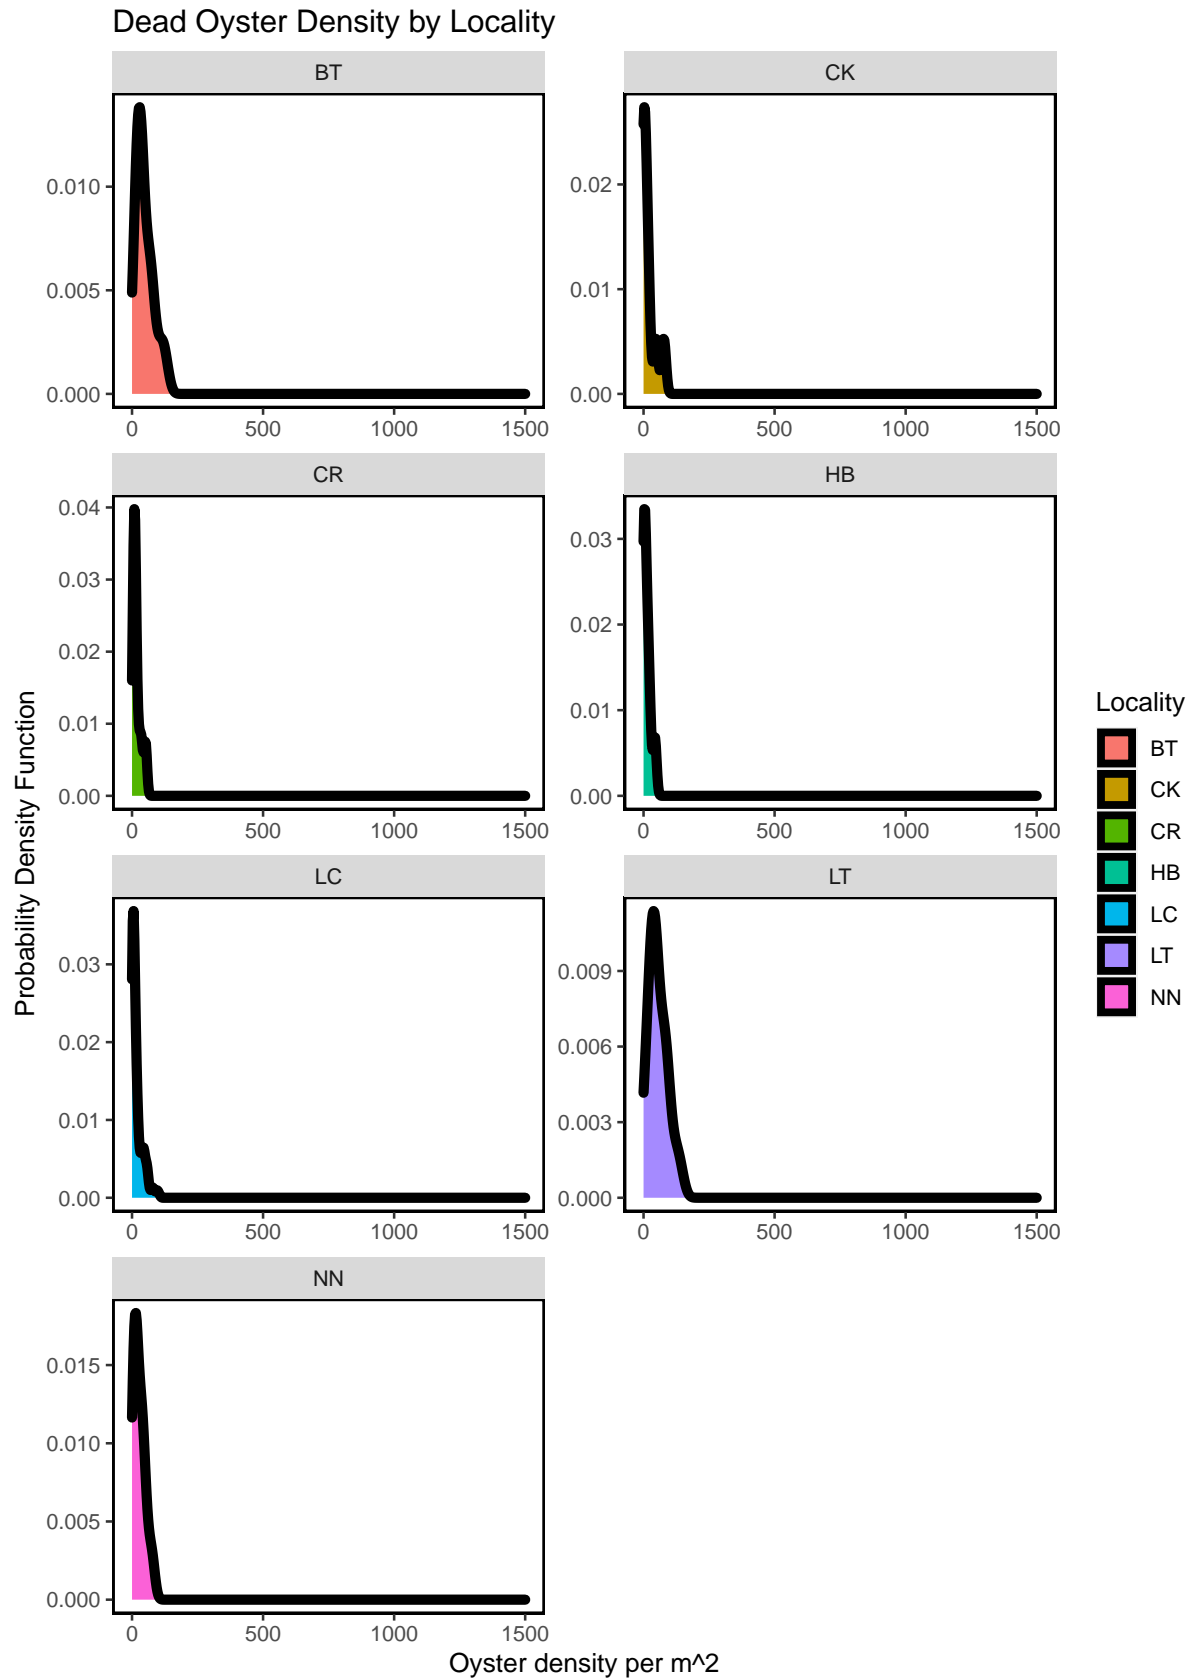 Dead Oyster Density by Locality
BT
CK
0.010
0.005
0.000
0.02
0.01
0.00
0 500 1000 1500
0 500 1000 1500
CR
HB
0.04
0.03
0.02
0.01
0.00
0.03
0.02
0.01
0.00
0 500 1000 1500
0 500 1000 1500
LC
LT
0.03
0.02
0.01
0.00
0.009
0.006
0.003
0.000
0 500 1000 1500
0 500 1000 1500
NN
0.015
0.010
0.005
0.000
0 500 1000 1500
Oyster density per m^2
Probability Density Function
Locality
BT
CK
CR
HB
LC
LT
NN